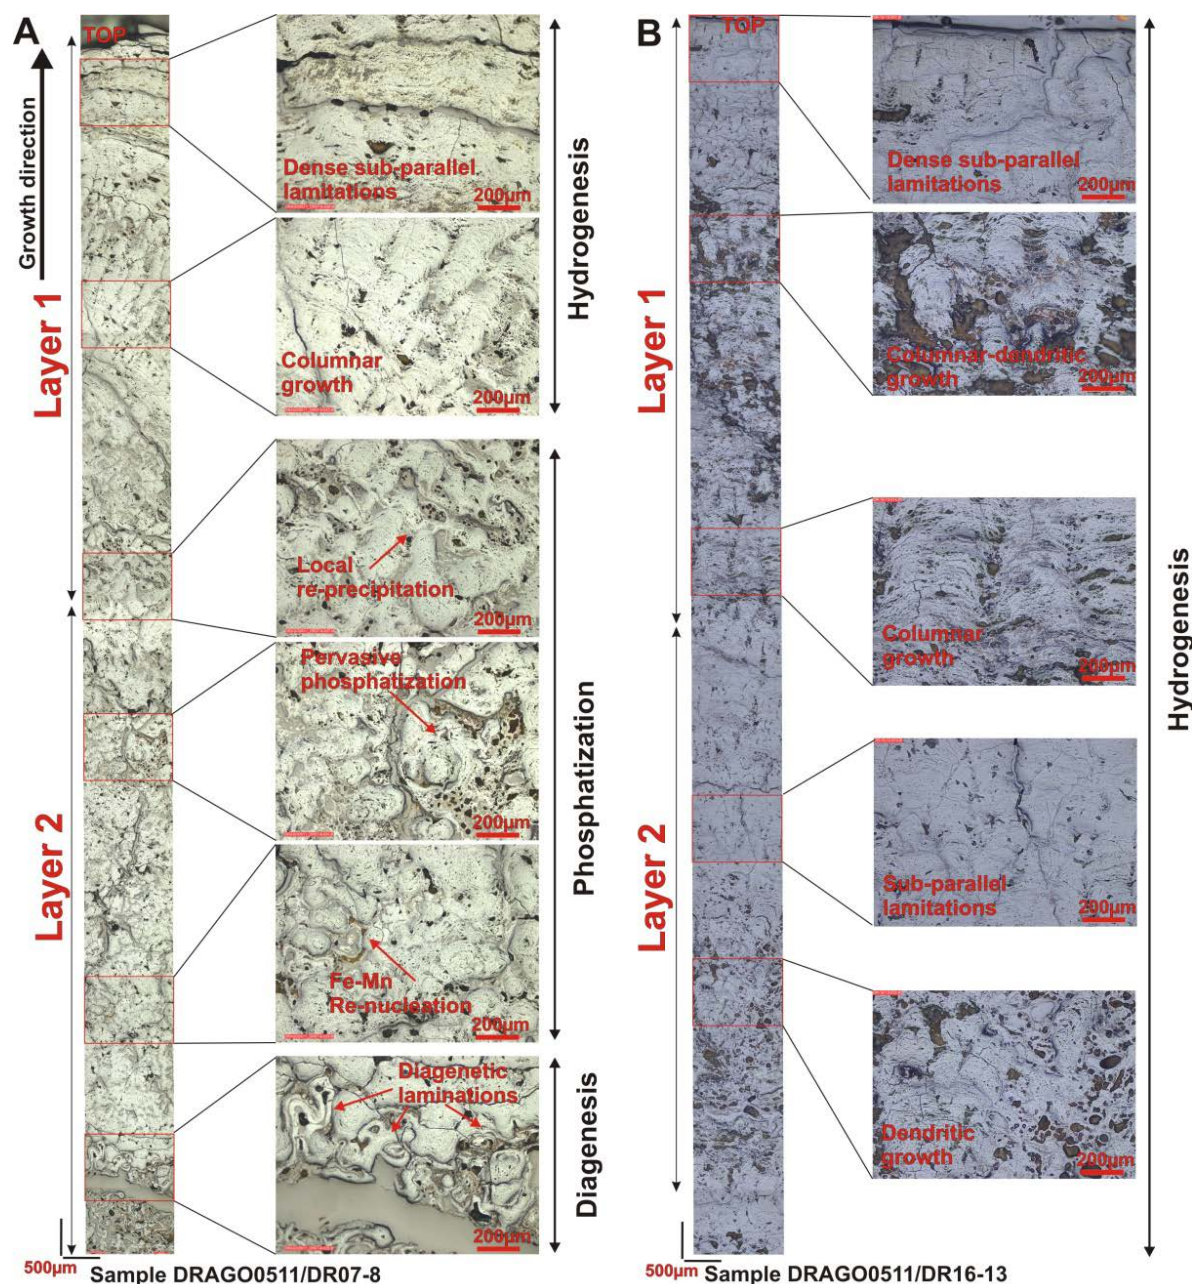 A
TOP
Growth direction
Layer 1
Dense sub-parallel
lamitations
200µm
Columnar
growth
200µm
Hydrogenesis
Local
re-precipitation
200µm
Layer 2
Pervasive
phosphatization
200µm
Fe-Mn
Re-nucleation
200µm
Phosphatization
Diagenetic
laminations
200µm
Diagenesis
500µm
Sample DRAGO0511/DR07-8
B
TOP
Layer 1
Dense sub-parallel
lamitations
200µm
Columnar-dendritic
growth
200µm
Columnar
growth
200µm
Layer 2
Sub-parallel
lamitations
200µm
Dendritic
growth
200µm
Hydrogenesis
500µm
Sample DRAGO0511/DR16-13